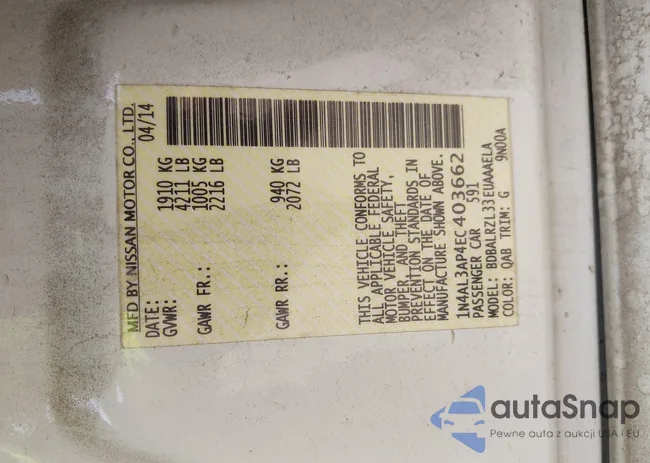 MFD BY NISSAN MOTOR CO., LTD.
DATE: 04/14
GVWR: 1910 KG
4211 LB
GAWR FR.: 1005 KG
2216 LB
GAWR RR.: 940 KG
2072 LB
THIS VEHICLE CONFORMS TO
ALL APPLICABLE FEDERAL
MOTOR VEHICLE SAFETY,
BUMPER, AND THEFT
PREVENTION STANDARDS IN
EFFECT ON THE DATE OF
MANUFACTURE SHOWN ABOVE.
1N4AL3AP4EC403662
PASSENGER CAR 591
MODEL: BDBALRZL33EUAAAELA
COLOR: QAB TRIM: G 9N00A
autoSnap
Pewne auta z aukcji USA i EU